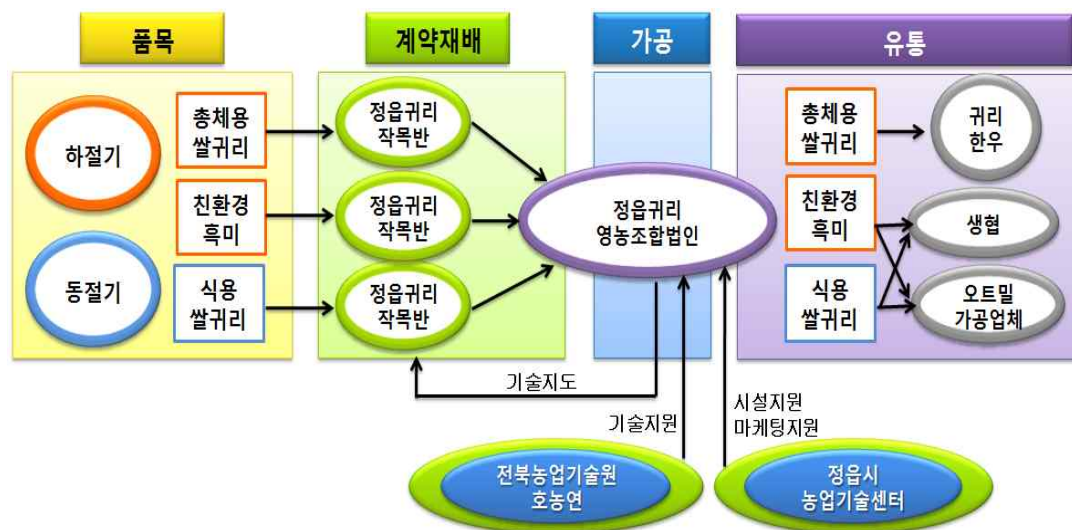 품목
계약재배
가공
유통
하절기
동절기
총체용
쌀귀리
친환경
흑미
식용
쌀귀리
정읍귀리
작목반
정읍귀리
작목반
정읍귀리
작목반
정읍귀리
영농조합법인
총체용
쌀귀리
친환경
흑미
식용
쌀귀리
귀리
한우
생협
오트밀
가공업체
기술지도
기술지원
시설지원
마케팅지원
전북농업기술원
호농연
정읍시
농업기술센터